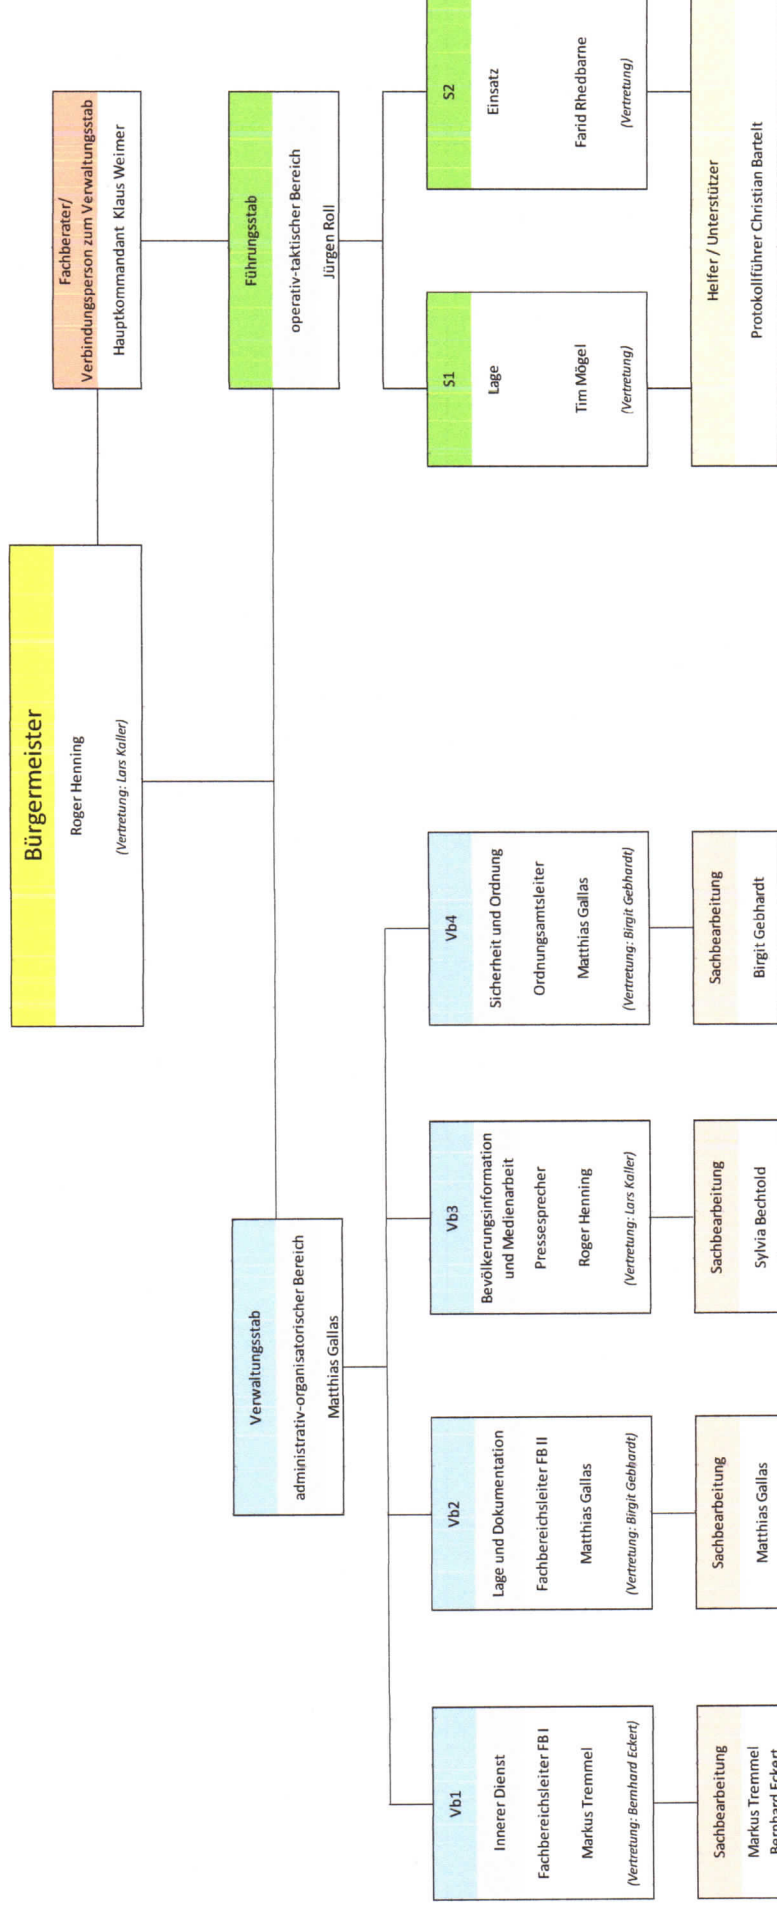 Bürgermeister
Roger Henning
(Vertretung: Lars Kaller)
Fachberater/
Verbindungsperson zum Verwaltungsstab
Hauptkommandant Klaus Weimer
Verwaltungsstab
administrativ-organisatorischer Bereich
Matthias Gallas
Führungsstab
operativ-taktischer Bereich
Jürgen Roll
Vb1
Innerer Dienst
Fachbereichsleiter FB I
Markus Tremmel
(Vertretung: Bernhard Eckert)
Vb2
Lage und Dokumentation
Fachbereichsleiter FB II
Matthias Gallas
(Vertretung: Birgit Gebhardt)
Vb3
Bevölkerungsinformation
und Medienarbeit
Pressesprecher
Roger Henning
(Vertretung: Lars Kaller)
Vb4
Sicherheit und Ordnung
Ordnungsamtsleiter
Matthias Gallas
(Vertretung: Birgit Gebhardt)
S1
Lage
Tim Mögel
(Vertretung)
S2
Einsatz
Farid Rhedbarne
(Vertretung)
Sachbearbeitung
Markus Tremmel
Bernhard Eckert
Sachbearbeitung
Matthias Gallas
Sachbearbeitung
Sylvia Bechtold
Sachbearbeitung
Birgit Gebhardt
Helfer / Unterstützer
Protokollführer Christian Bartelt